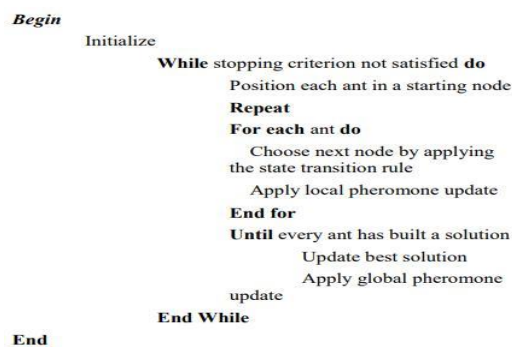 Begin
Initialize
While stopping criterion not satisfied do
Position each ant in a starting node
Repeat
For each ant do
Choose next node by applying
the state transition rule
Apply local pheromone update
End for
Until every ant has built a solution
Update best solution
Apply global pheromone
update
End While
End